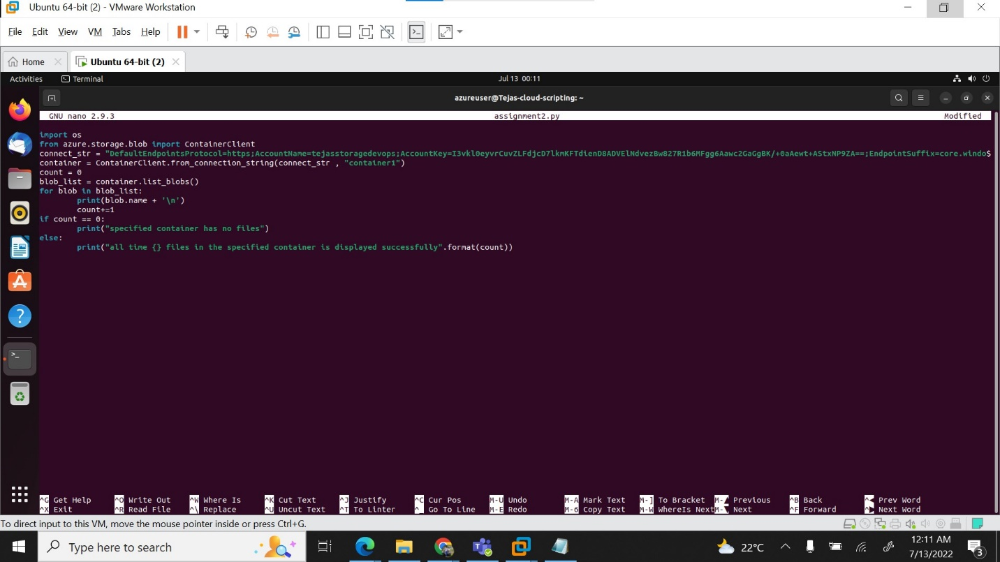 Ubuntu 64-bit (2) - VMware Workstation
File Edit View VM Tabs Help
Home Ubuntu 64-bit (2)
Activities Terminal Jul 13 00:11
azureuser@Tejas-cloud-scripting: ~
GNU nano 2.9.3 assignment2.py Modified
import os
from azure.storage.blob import ContainerClient
connect_str = "DefaultEndpointsProtocol=https;AccountName=tejasstoragedevops;AccountKey=;EndpointSuffix=core.windo$
container = ContainerClient.from_connection_string(connect_str , "container1")
count = 0
blob_list = container.list_blobs()
for blob in blob_list:
print(blob.name + '\n')
count+=1
if count == 0:
print("specified container has no files")
else:
print("all time {} files in the specified container is displayed successfully".format(count))
^G Get Help ^O Write Out ^W Where Is ^K Cut Text ^J Justify ^C Cur Pos M-U Undo M-A Mark Text M-] To Bracket Previous ^B Back Prev Word
^X Exit ^R Read File ^\ Replace ^U Uncut Text ^T To Linter Go To Line M-E Redo M-6 Copy Text M-W WhereIs Next Next ^F Forward Next Word
To direct input to this VM, move the mouse pointer inside or press Ctrl+G.
Type here to search 22°C 12:11 AM
7/13/2022 3